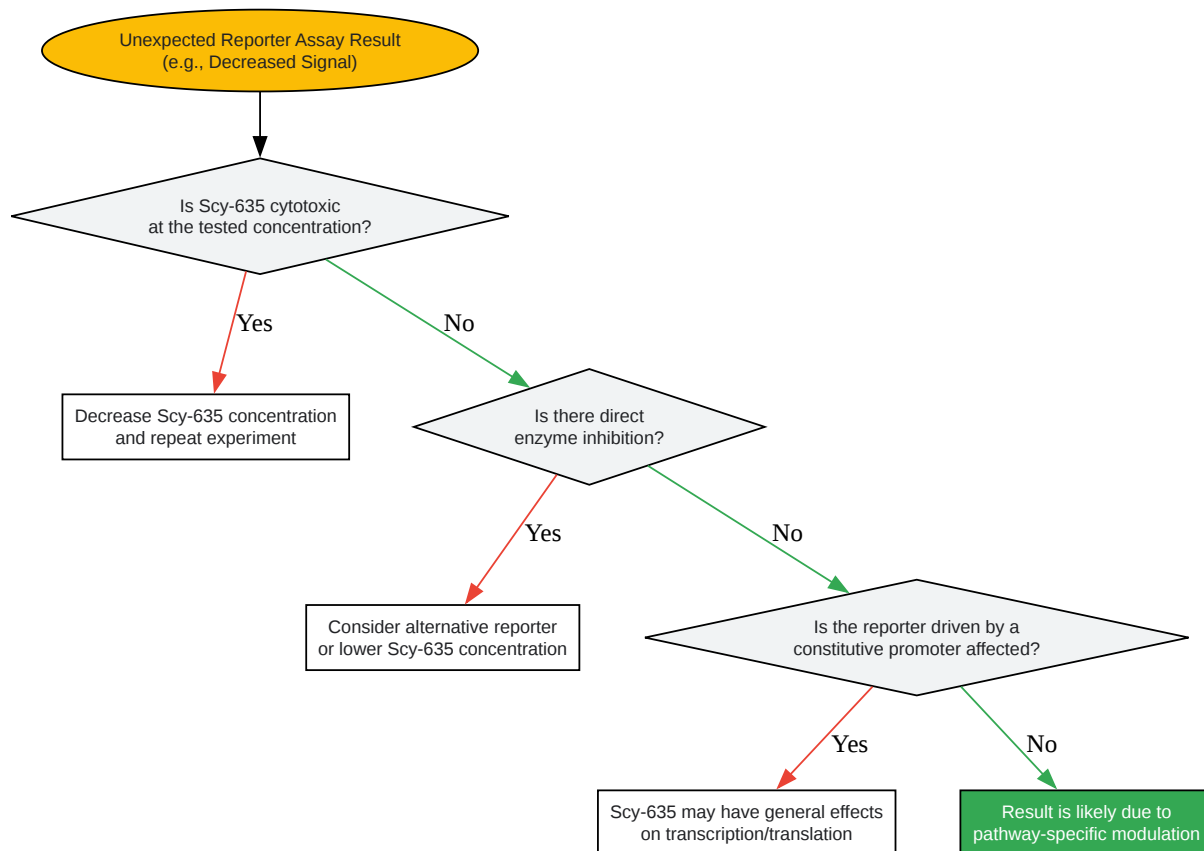 Unexpected Reporter Assay Result
(e.g., Decreased Signal)
Is Scy-635 cytotoxic
at the tested concentration?
Yes
No
Decrease Scy-635 concentration
and repeat experiment
Is there direct
enzyme inhibition?
Yes
No
Consider alternative reporter
or lower Scy-635 concentration
Is the reporter driven by a
constitutive promoter affected?
Yes
No
Scy-635 may have general effects
on transcription/translation
Result is likely due to
pathway-specific modulation